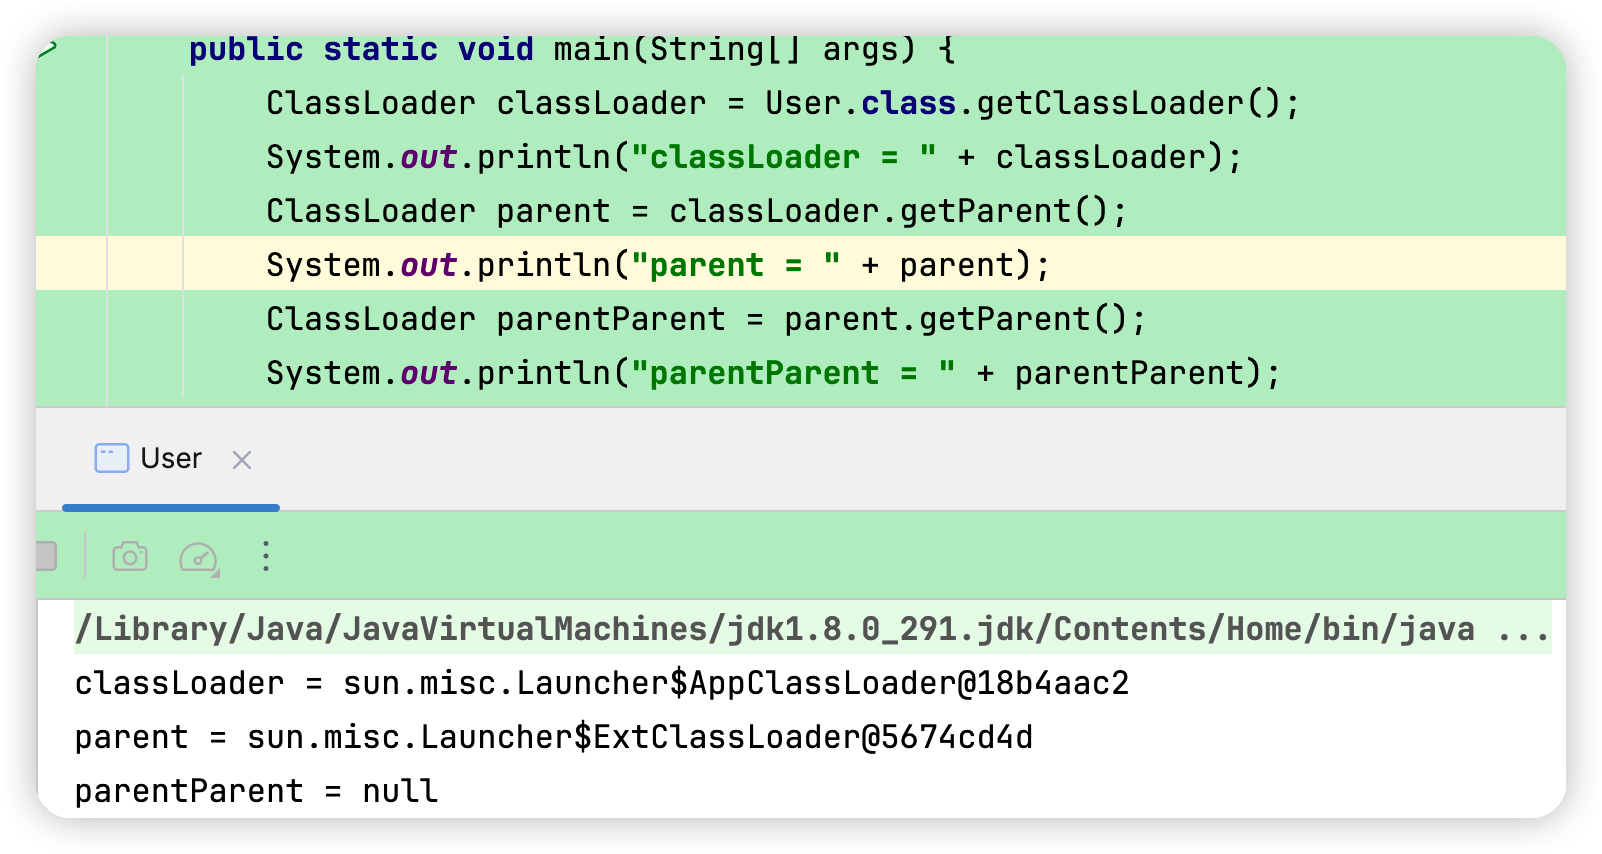 public static void main(String[] args) {
ClassLoader classLoader = User.class.getClassLoader();
System.out.println("classLoader = " + classLoader);
ClassLoader parent = classLoader.getParent();
System.out.println("parent = " + parent);
ClassLoader parentParent = parent.getParent();
System.out.println("parentParent = " + parentParent);
User
/Library/Java/JavaVirtualMachines/jdk1.8.0_291.jdk/Contents/Home/bin/java ...
classLoader = sun.misc.Launcher$AppClassLoader@18b4aac2
parent = sun.misc.Launcher$ExtClassLoader@5674cd4d
parentParent = null